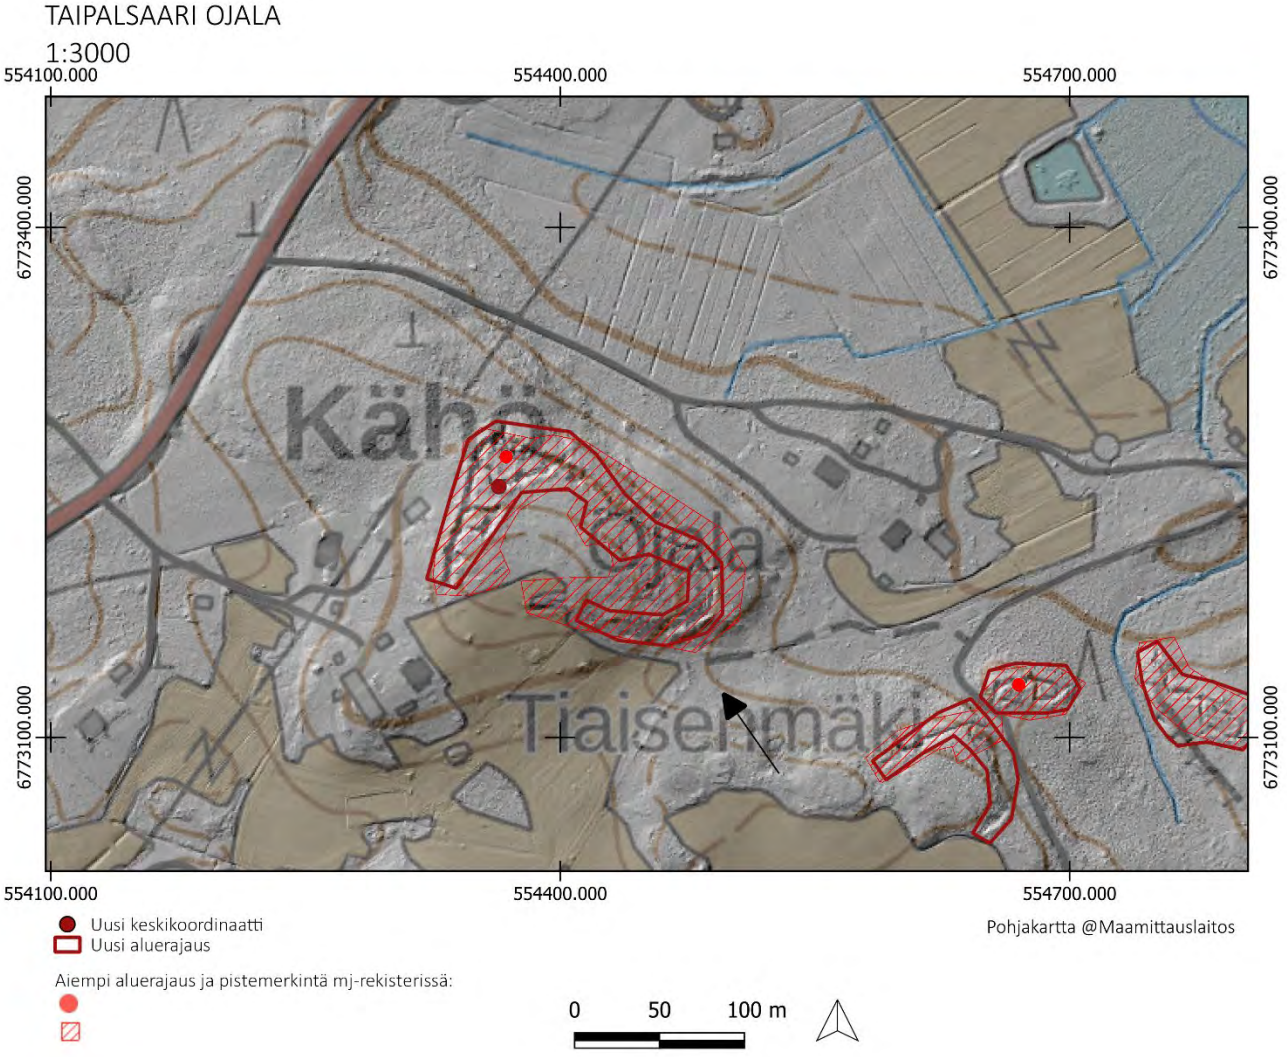 TAIPALSAARI OJALA
1:3000
554100.000 554400.000 554700.000
6773400.000 6773400.000
Kähö
Ojala
Tiaisenmäki
6773100.000 6773100.000
554100.000 554400.000 554700.000
Uusi keskikoordinaatti
Uusi aluerajaus
Pohjakartta @Maamittauslaitos
Aiempi aluerajaus ja pistemerkintä mj-rekisterissä:
0 50 100 m